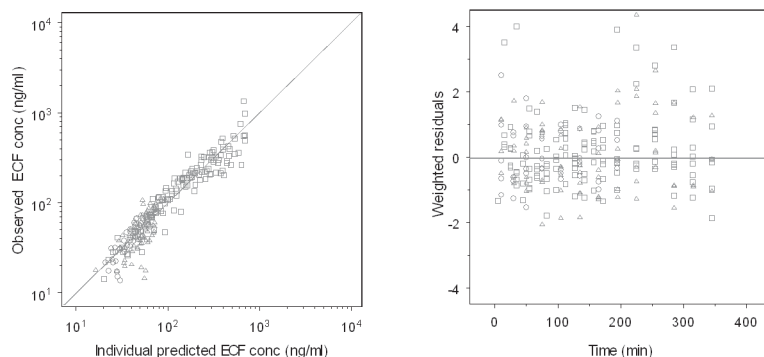 10^4
10^3
10^2
10^1
Observed ECF conc (ng/ml)
10^1 10^2 10^3 10^4
Individual predicted ECF conc (ng/ml)
4
2
0
-2
-4
Weighted residuals
0 100 200 300 400
Time (min)